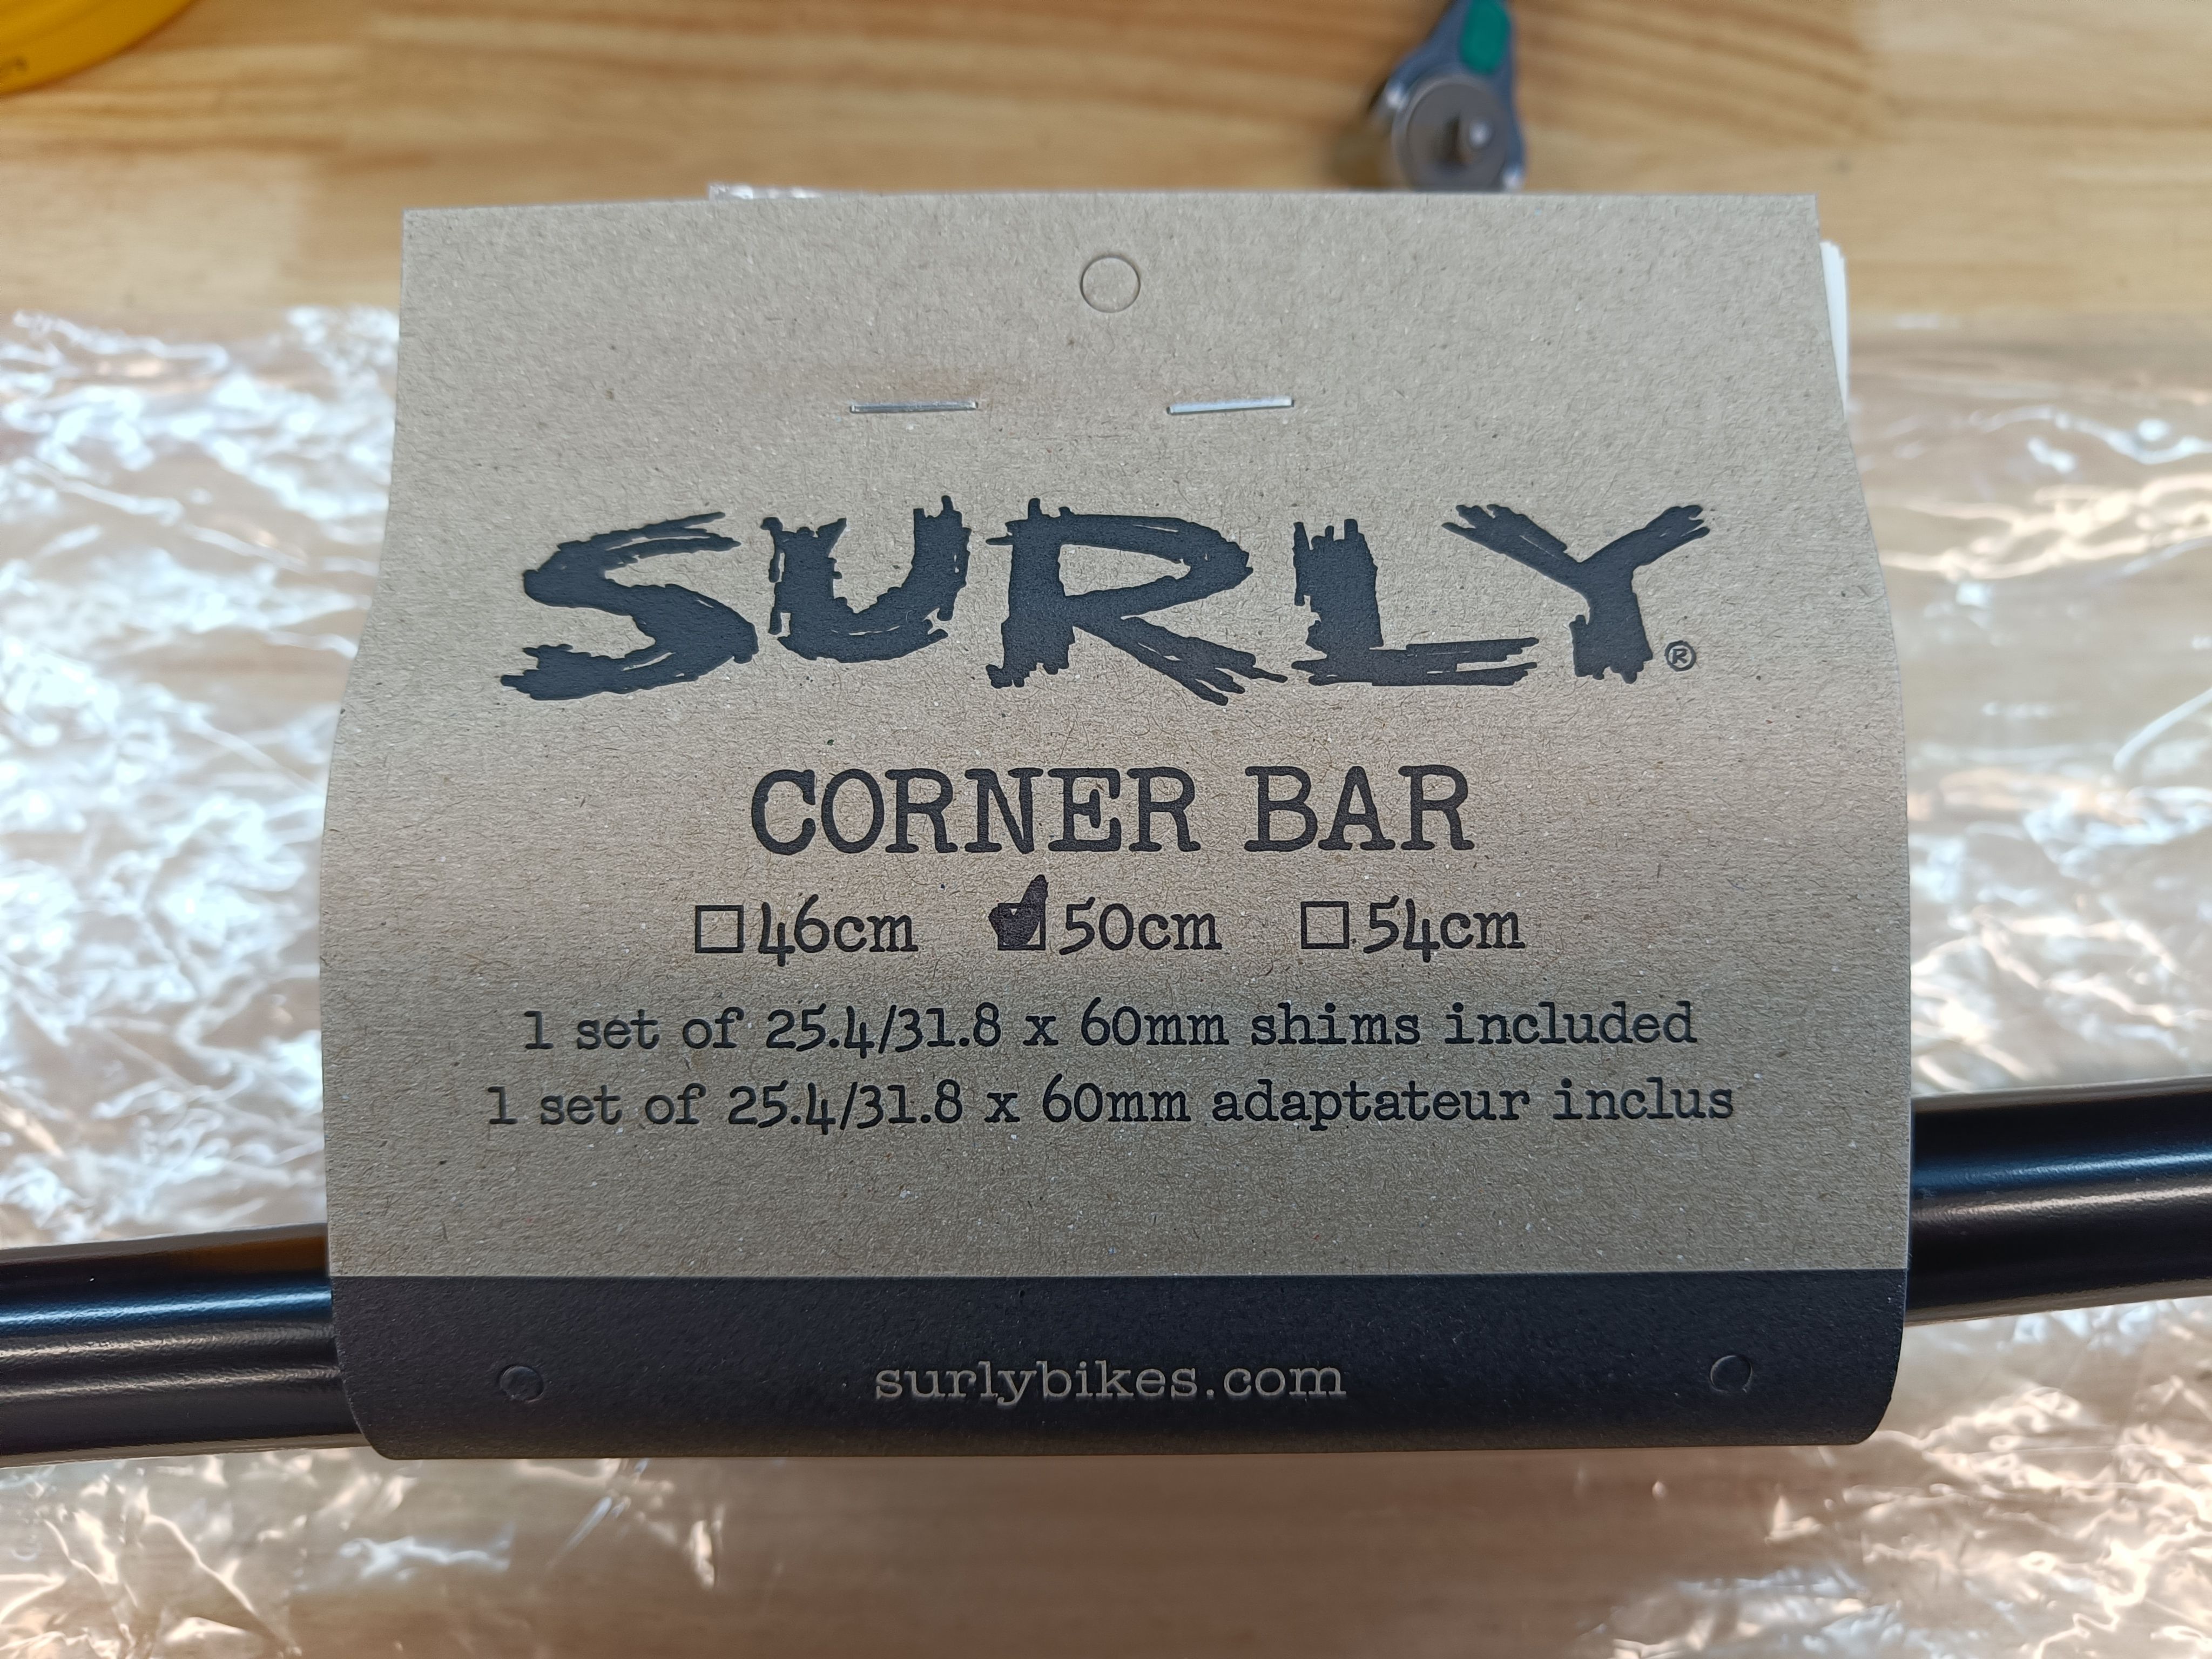 SURLY®
CORNER BAR
☐46cm ☑50cm ☐54cm
1 set of 25.4/31.8 x 60mm shims included
1 set of 25.4/31.8 x 60mm adaptateur inclus
surlybikes.com